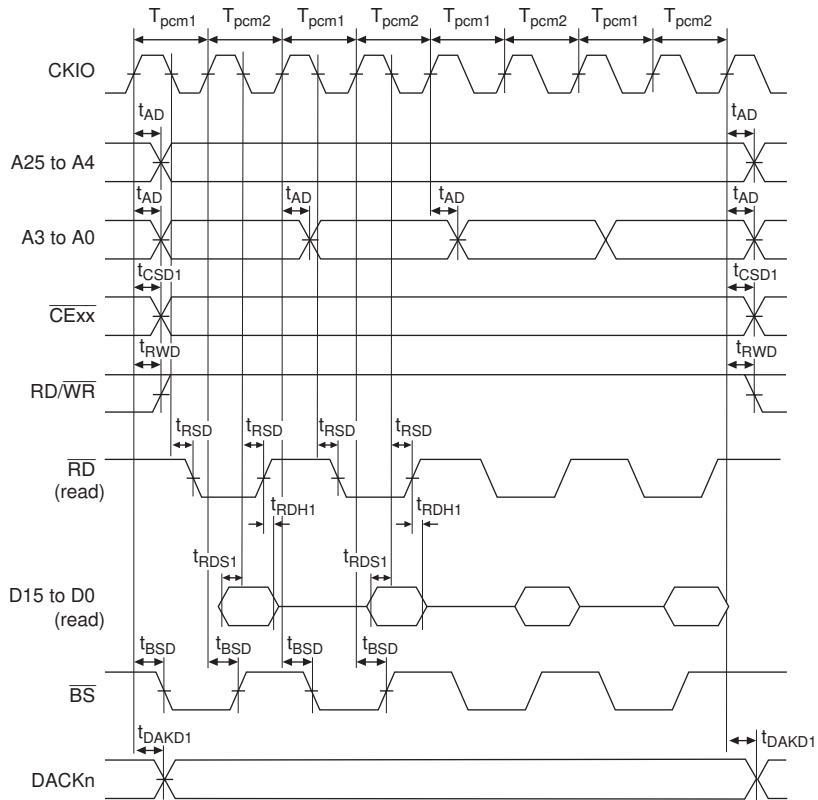 Tpcm1 Tpcm2 Tpcm1 Tpcm2 Tpcm1 Tpcm2 Tpcm1 Tpcm2
CKIO
tAD tAD
A25 to A4
tAD tAD tAD tAD
A3 to A0
tCSD1 tCSD1
CExx
tRWD tRWD
RD/WR
tRSD tRSD tRSD tRSD
RD
(read)
tRDH1 tRDH1
tRDS1 tRDS1
D15 to D0
(read)
tBSD tBSD tBSD tBSD
BS
tDAKD1 tDAKD1
DACKn